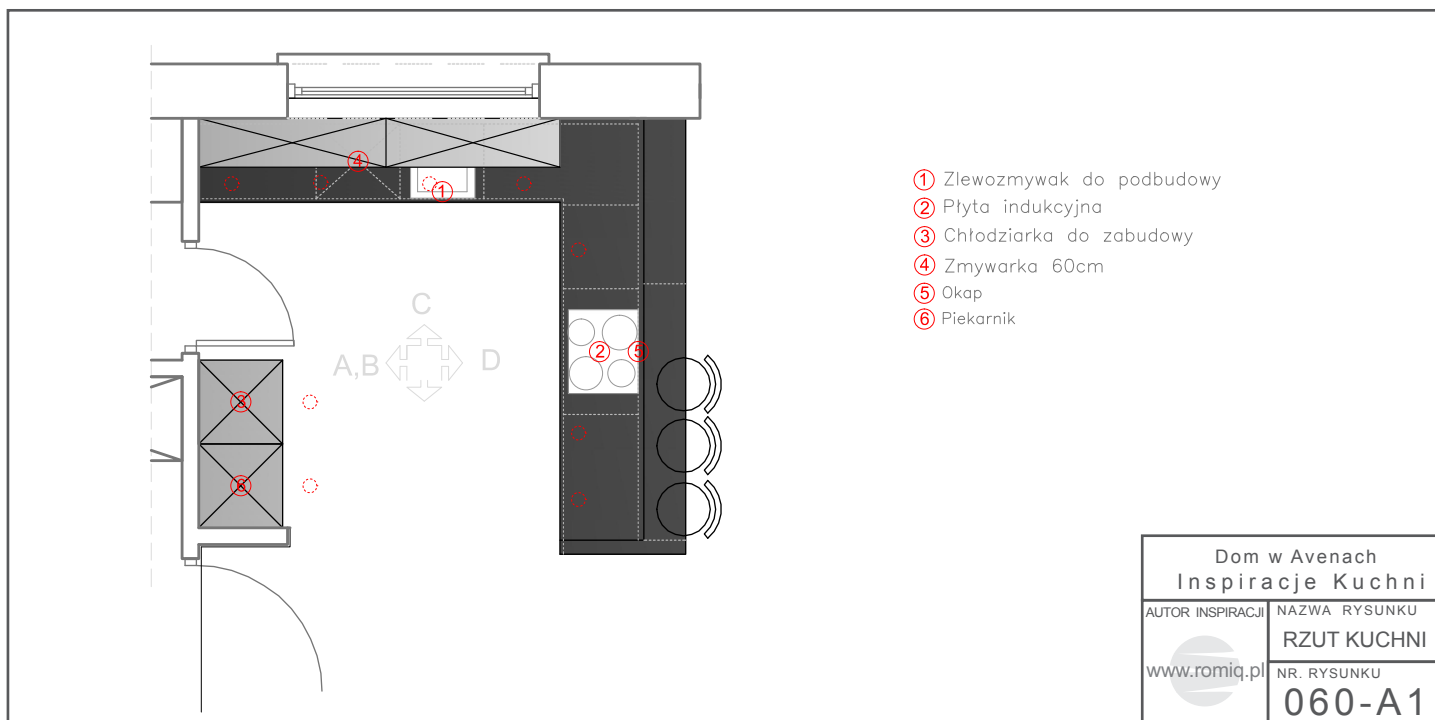 C
A,B
D
4
1
2
5
3
6
1 Zlewozmywak do podbudowy
2 Płyta indukcyjna
3 Chłodziarka do zabudowy
4 Zmywarka 60cm
5 Okap
6 Piekarnik
Dom w Avenach
Inspiracje Kuchni
AUTOR INSPIRACJI
www.romiq.pl
NAZWA RYSUNKU
RZUT KUCHNI
NR. RYSUNKU
060-A1